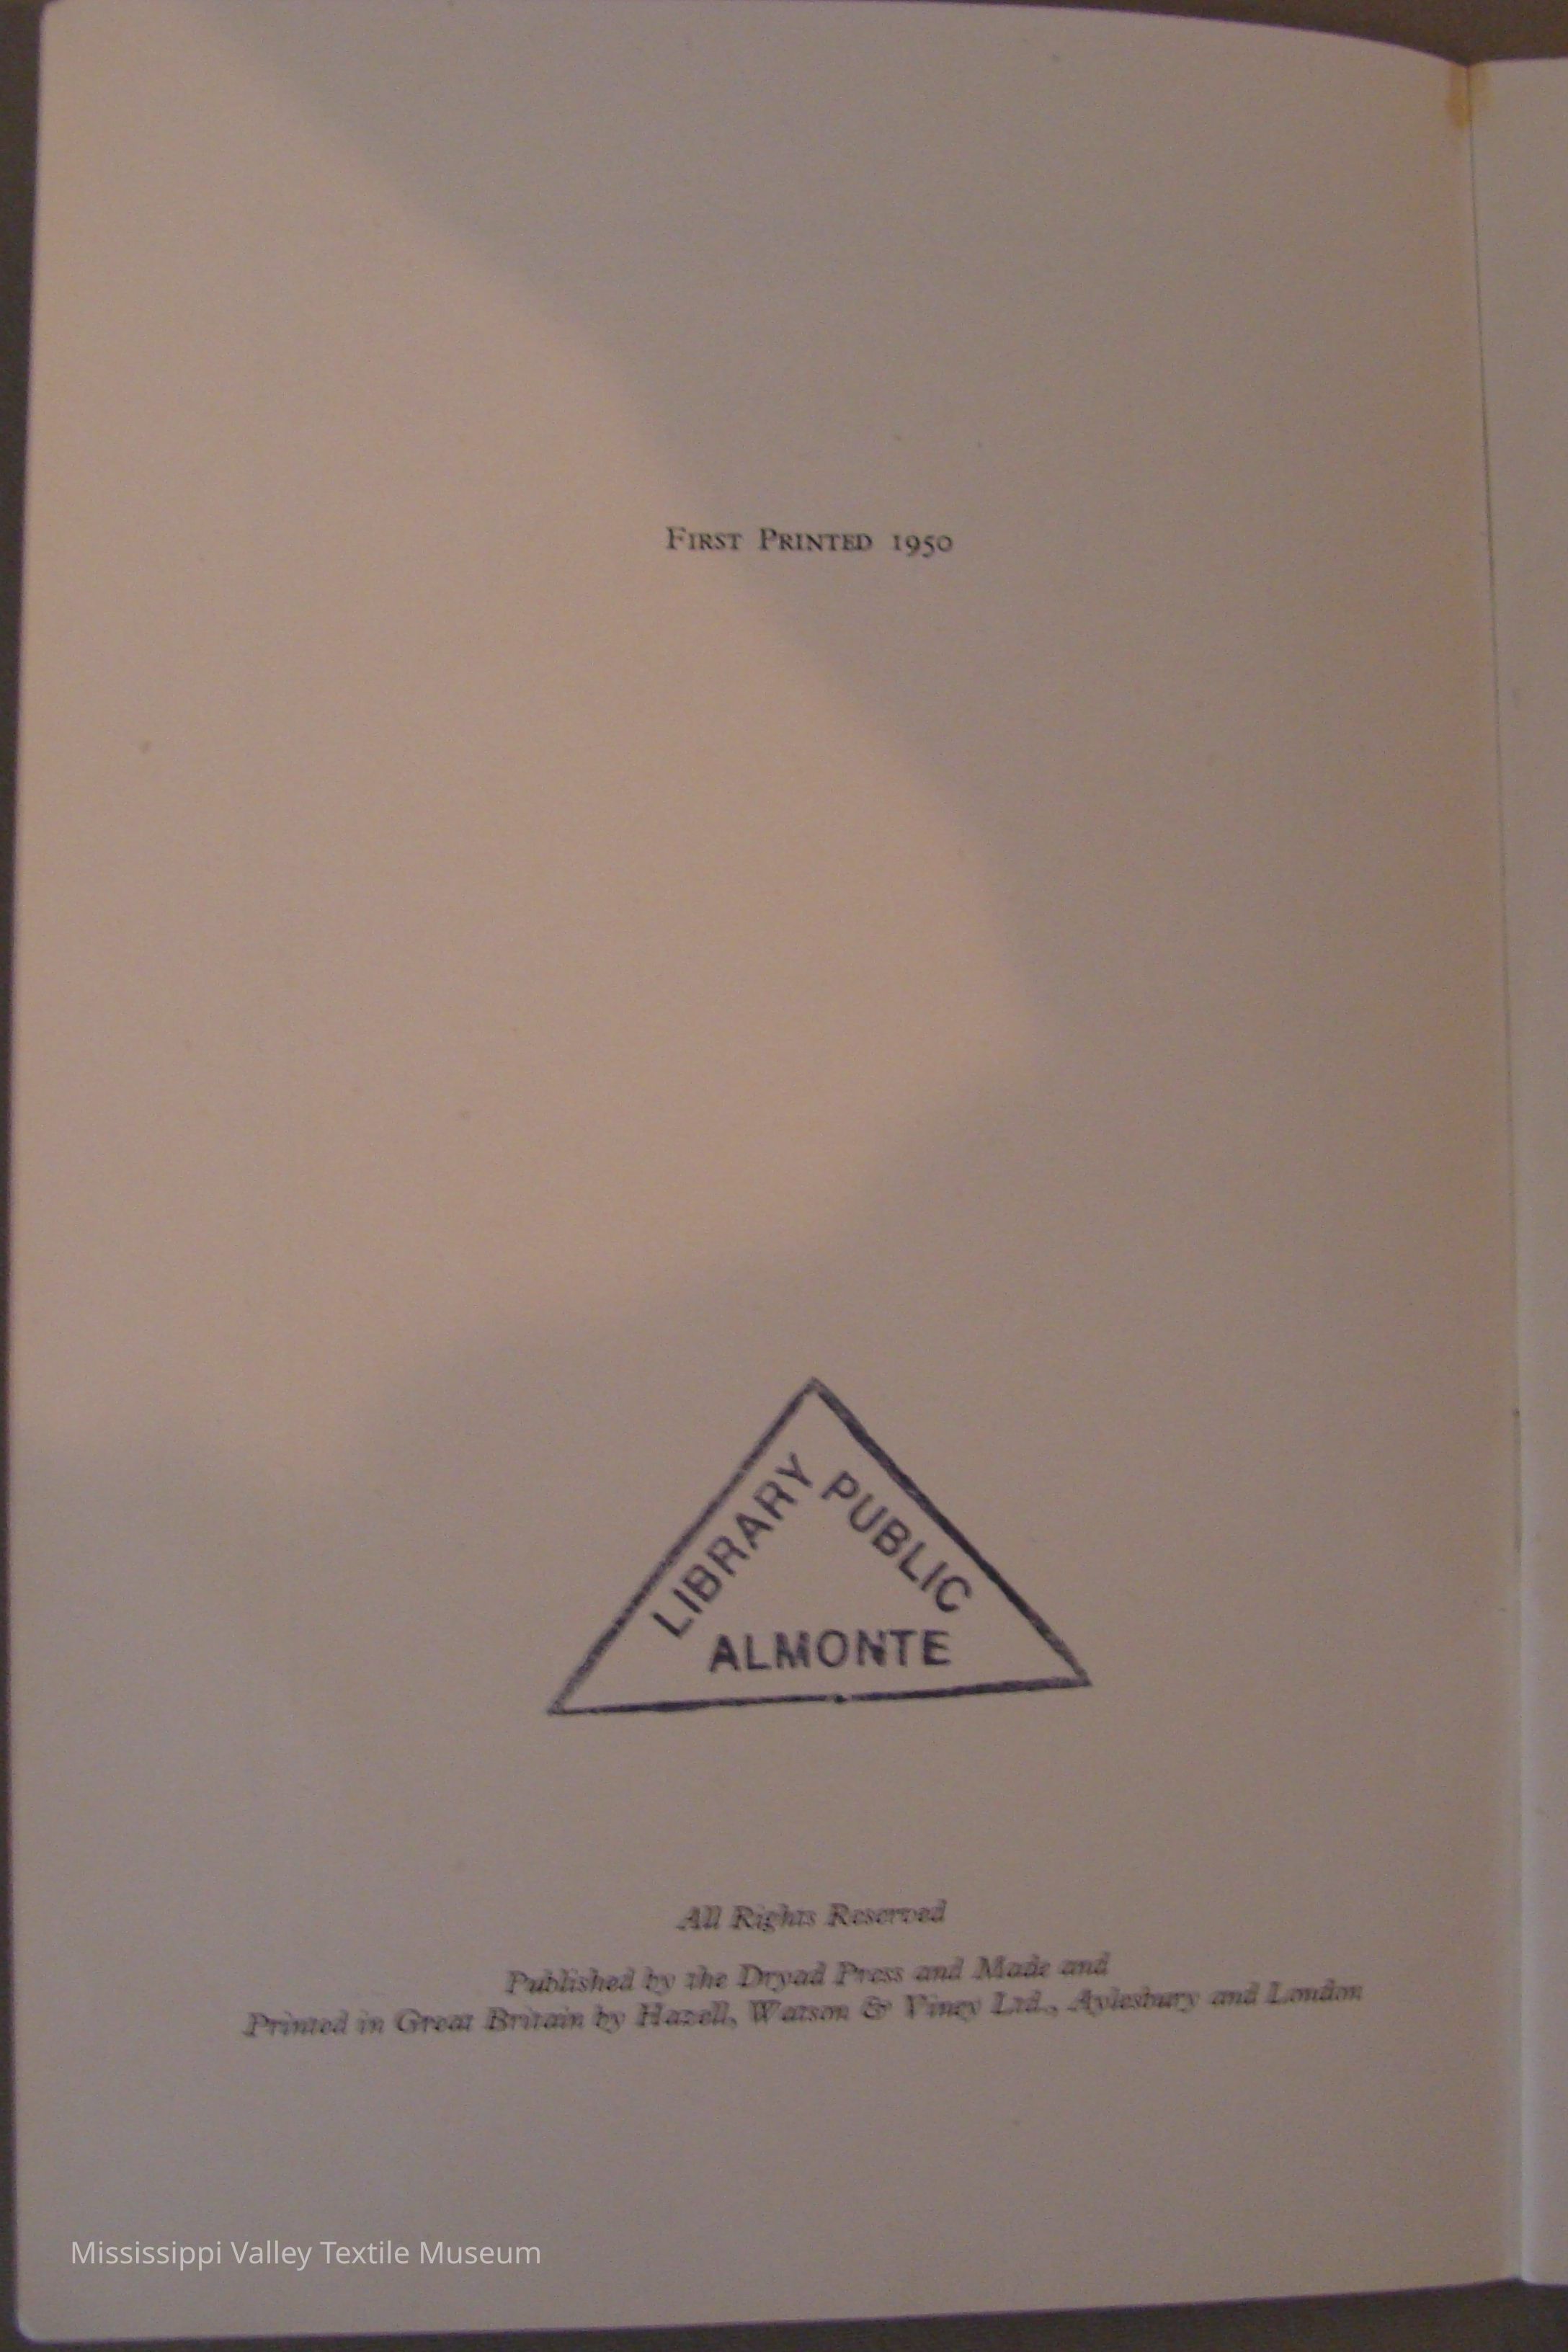 FIRST PRINTED 1950
LIBRARY
PUBLIC
ALMONTE
All Rights Reserved
Published by the Dryad Press and Made and
Printed in Great Britain by Hazell, Watson & Viney Ltd., Aylesbury and London
Mississippi Valley Textile Museum